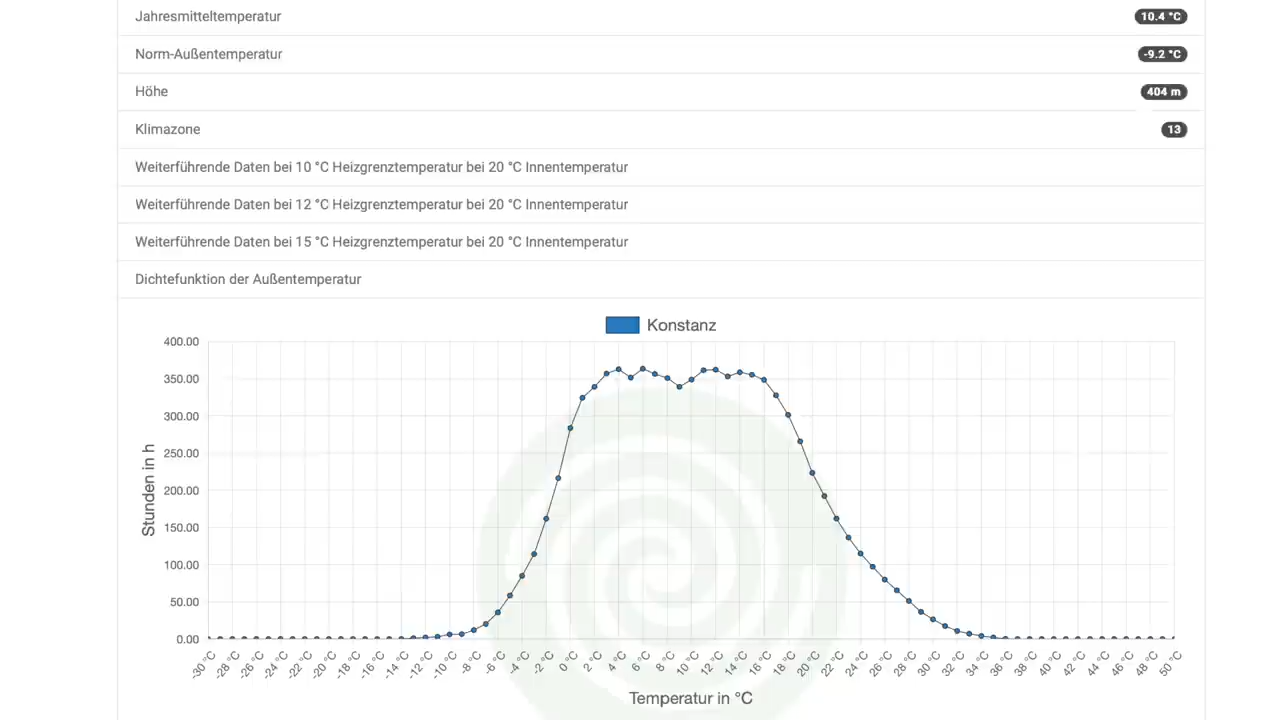 Jahresmitteltemperatur 10.4 °C
Norm-Außentemperatur -9.2 °C
Höhe 404 m
Klimazone 13
Weiterführende Daten bei 10 °C Heizgrenztemperatur bei 20 °C Innentemperatur
Weiterführende Daten bei 12 °C Heizgrenztemperatur bei 20 °C Innentemperatur
Weiterführende Daten bei 15 °C Heizgrenztemperatur bei 20 °C Innentemperatur
Dichtefunktion der Außentemperatur
Konstanz
400.00
350.00
300.00
250.00
200.00
150.00
100.00
50.00
0.00
Stunden in h
-30 °C -28 °C -26 °C -24 °C -22 °C -20 °C -18 °C -16 °C -14 °C -12 °C -10 °C -8 °C -6 °C -4 °C -2 °C 0 °C 2 °C 4 °C 6 °C 8 °C 10 °C 12 °C 14 °C 16 °C 18 °C 20 °C 22 °C 24 °C 26 °C 28 °C 30 °C 32 °C 34 °C 36 °C 38 °C 40 °C 42 °C 44 °C 46 °C 48 °C 50 °C
Temperatur in °C